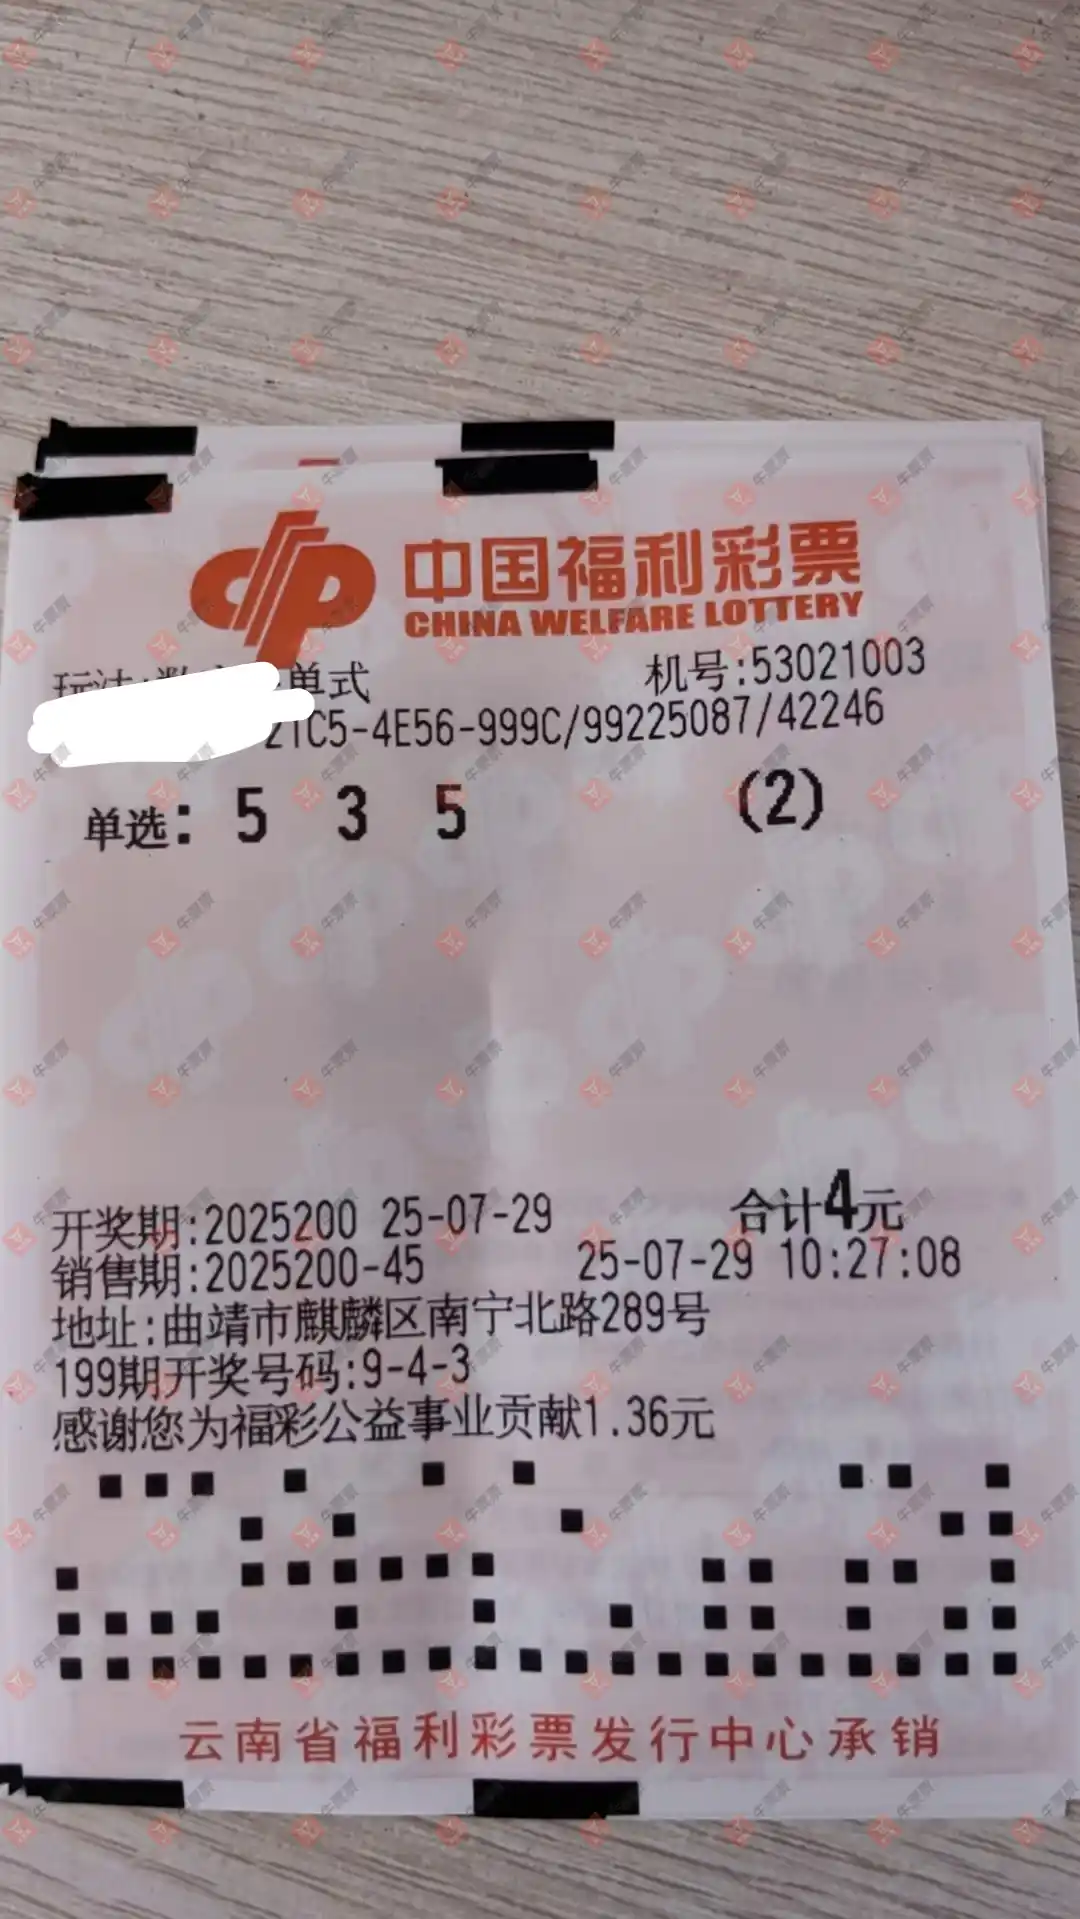 中国福利彩票
CHINA WELFARE LOTTERY
单式 机号:53021003
21C5-4E56-999C/99225087/42246
单选: 5 3 5 (2)
开奖期:2025200 25-07-29 合计4元
销售期:2025200-45 25-07-29 10:27:08
地址:曲靖市麒麟区南宁北路289号
199期开奖号码:9-4-3
感谢您为福彩公益事业贡献1.36元
云南省福利彩票发行中心承销
牛票票